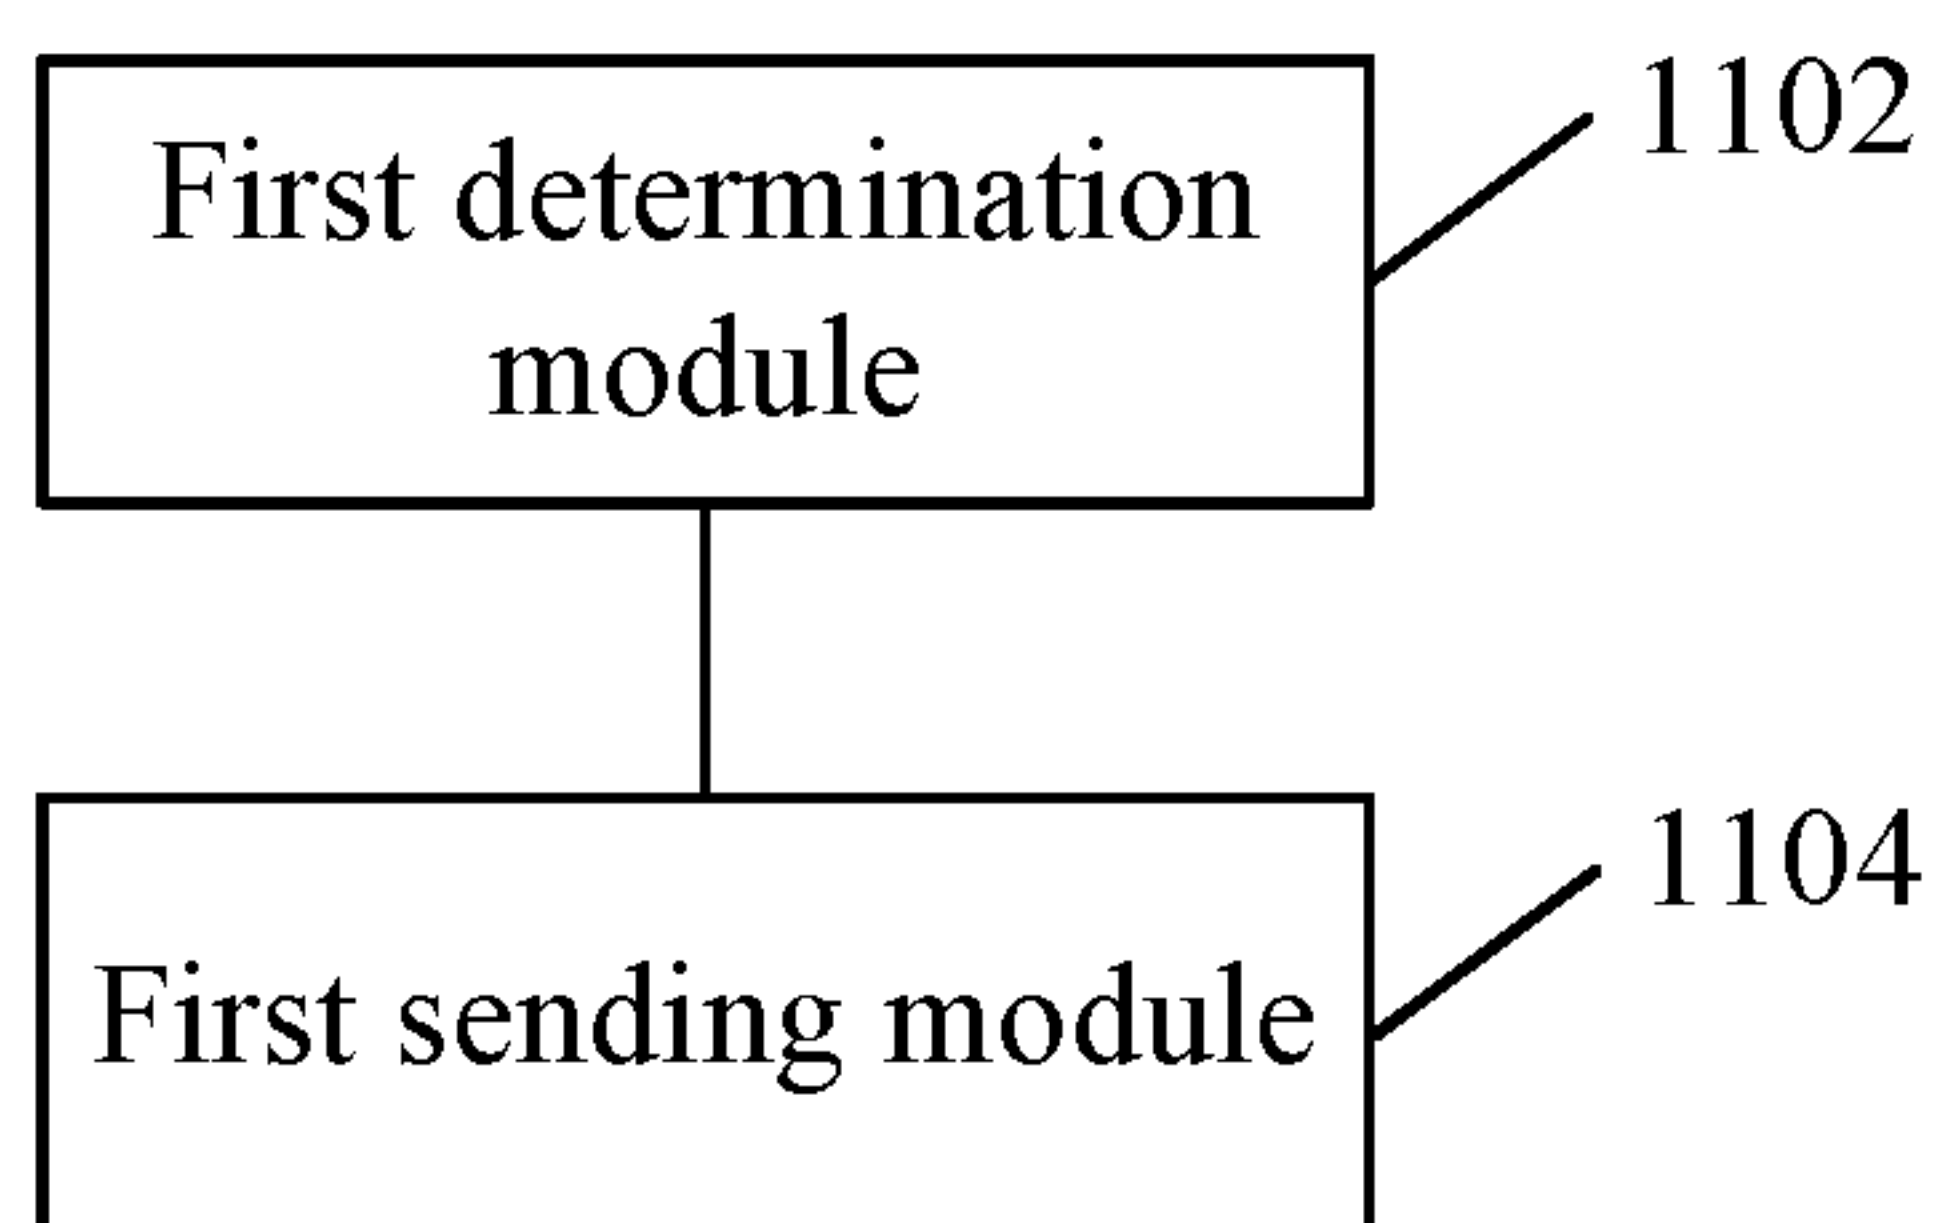 First determination
module
1102
First sending module
1104